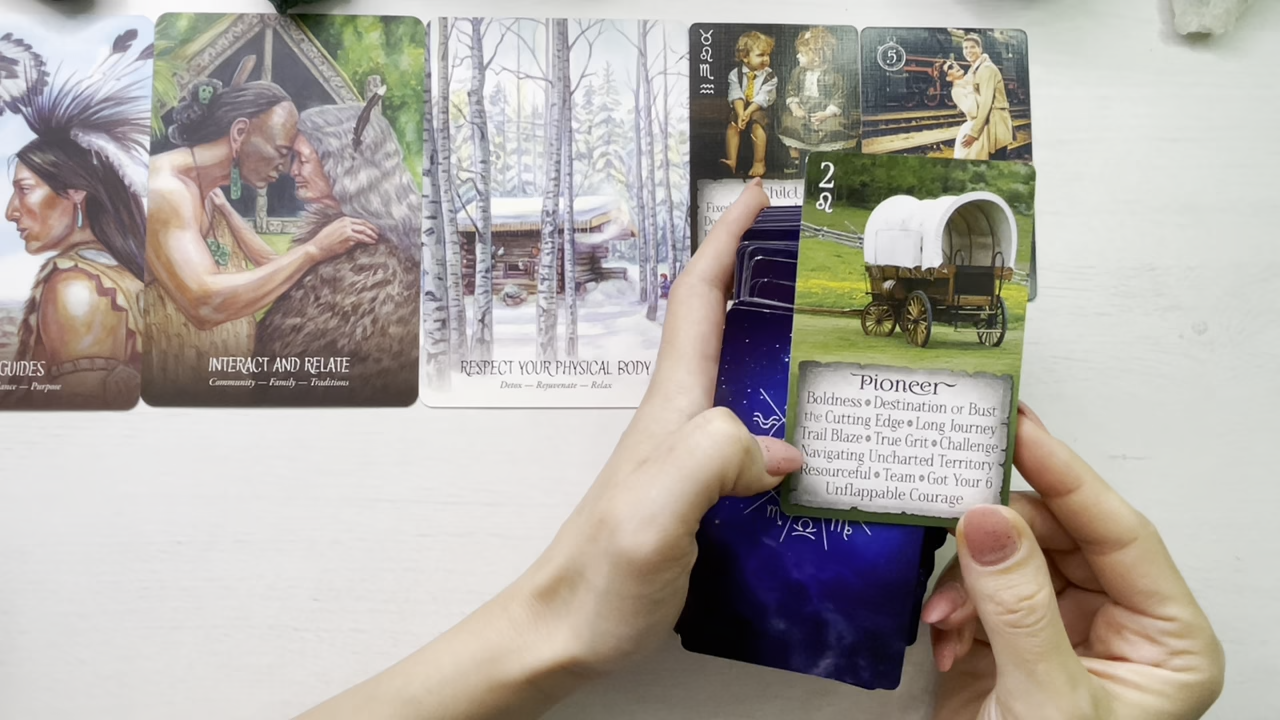 GUIDES
Purpose
INTERACT AND RELATE
Community — Family — Traditions
RESPECT YOUR PHYSICAL BODY
Detox — Rejuvenate — Relax
♉
♌
♏
♒
5
2
♌
Pioneer
Boldness • Destination or Bust
the Cutting Edge • Long Journey
Trail Blaze • True Grit • Challenge
Navigating Uncharted Territory
Resourceful • Team • Got Your 6
Unflappable Courage